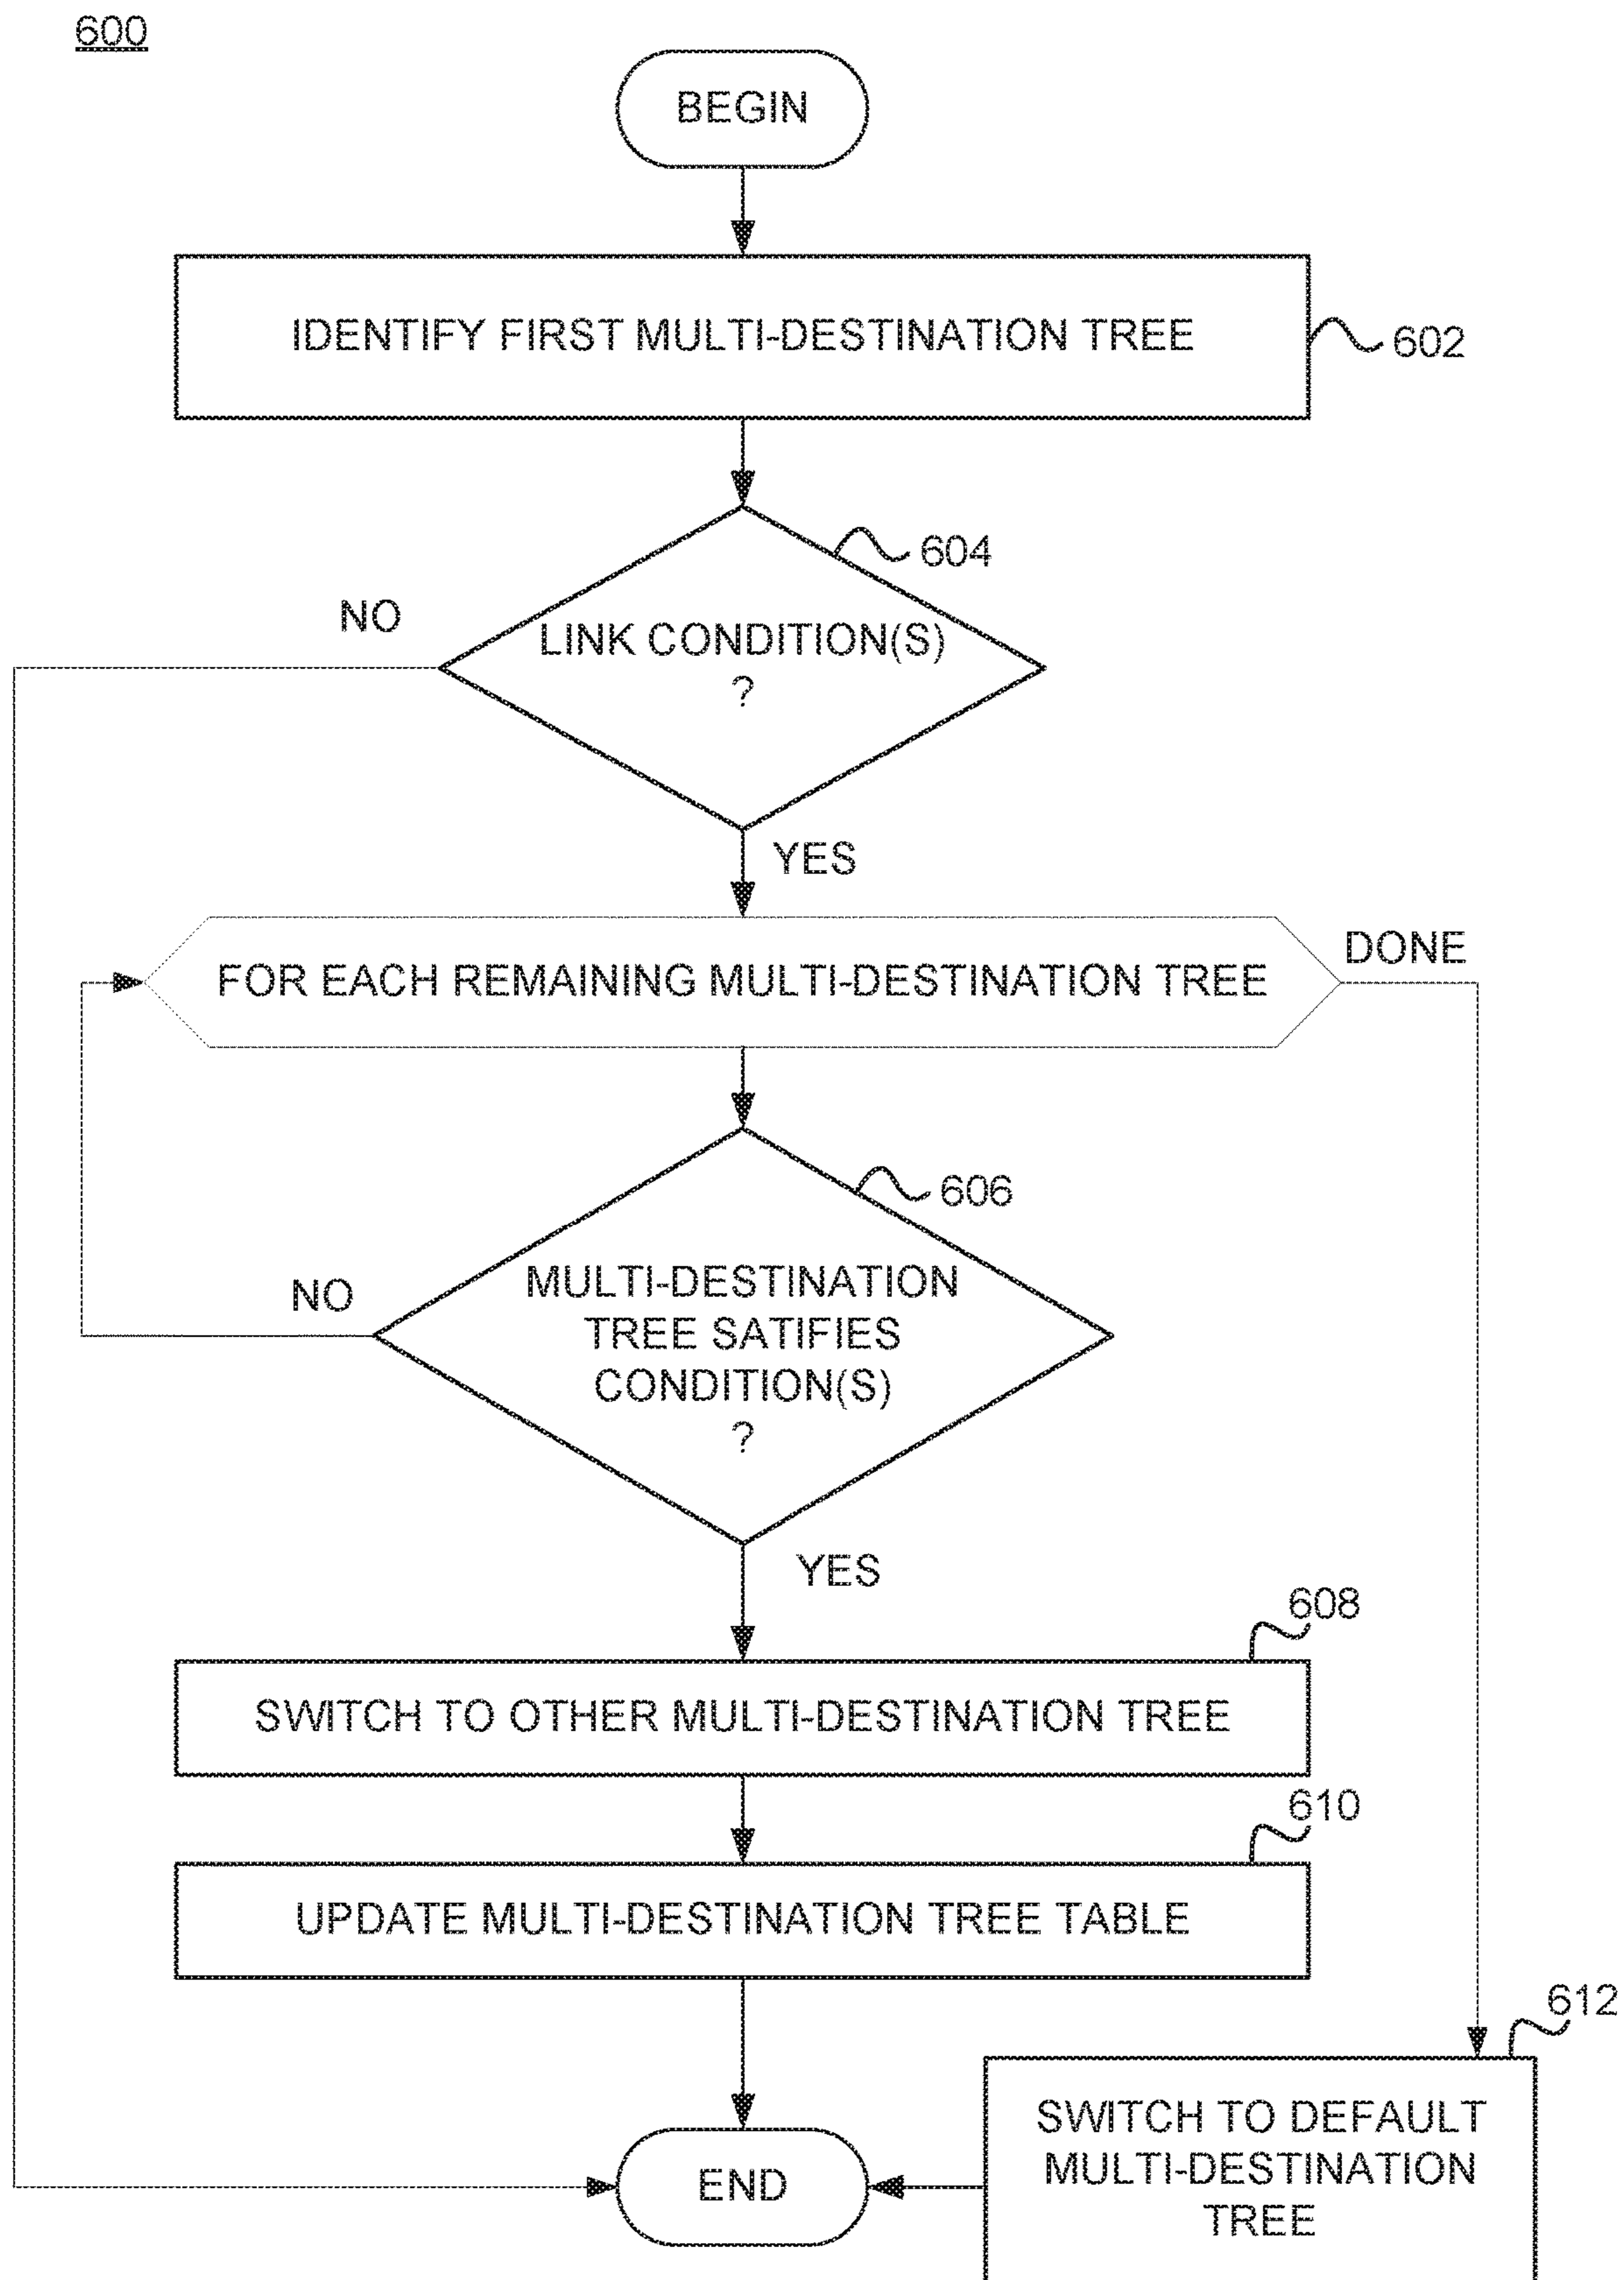 600
BEGIN
IDENTIFY FIRST MULTI-DESTINATION TREE
602
604
NO
LINK CONDITION(S)
?
YES
DONE
FOR EACH REMAINING MULTI-DESTINATION TREE
606
NO
MULTI-DESTINATION
TREE SATIFIES
CONDITION(S)
?
YES
608
SWITCH TO OTHER MULTI-DESTINATION TREE
610
UPDATE MULTI-DESTINATION TREE TABLE
612
SWITCH TO DEFAULT
MULTI-DESTINATION
TREE
END